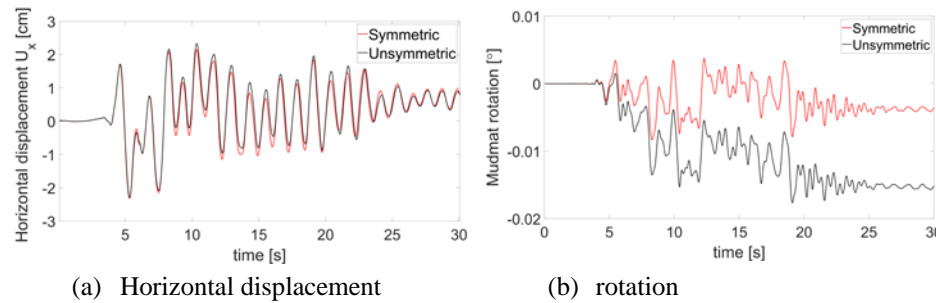 Horizontal displacement U_x [cm]
3
2
1
0
-1
-2
-3
5
10
15
20
25
30
time [s]
Symmetric
Unsymmetric
Mudmat rotation [°]
0.01
0
-0.01
-0.02
0
5
10
15
20
25
30
time [s]
Symmetric
Unsymmetric
(a) Horizontal displacement
(b) rotation